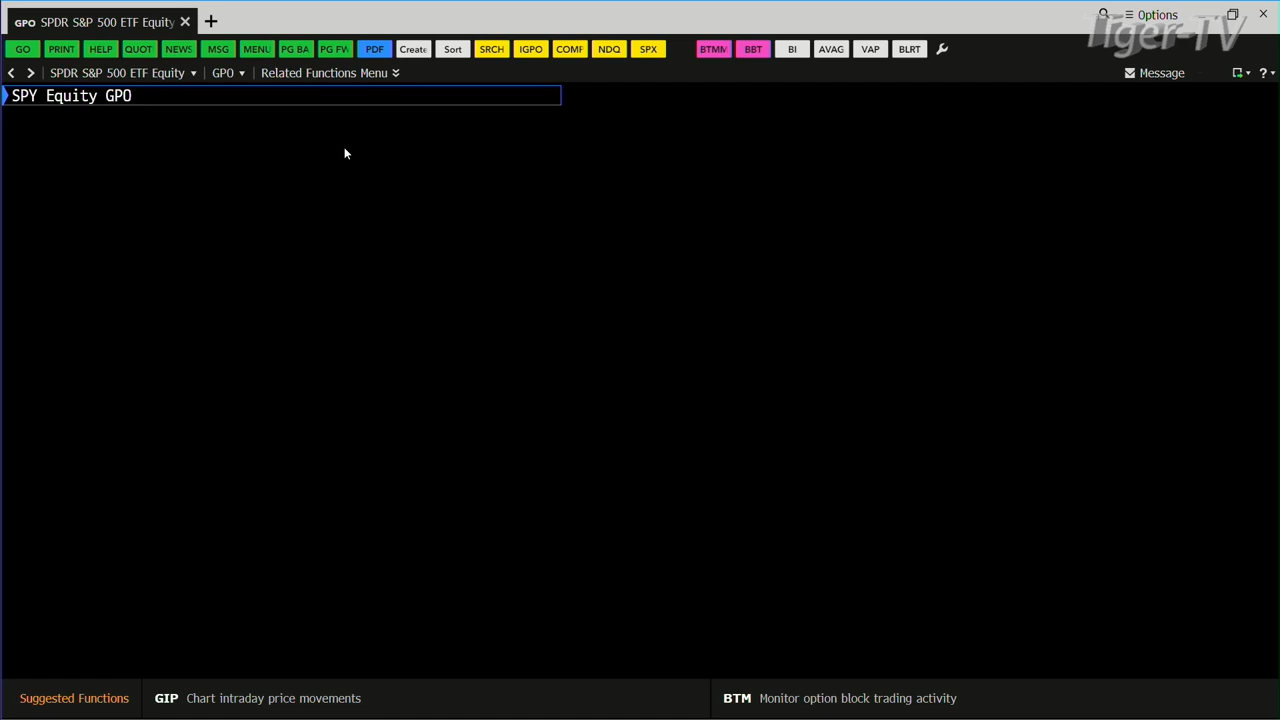 GPO SPDR S&P 500 ETF Equity
Options
Tiger-TV
GO PRINT HELP QUOT NEWS MSG MENU PG BA PG FW PDF Create Sort SRCH IGPO COMF NDQ SPX BTMM BBT BI AVAG VAP BLRT
SPDR S&P 500 ETF Equity GPO Related Functions Menu Message ?
SPY Equity GPO
Suggested Functions GIP Chart intraday price movements BTM Monitor option block trading activity